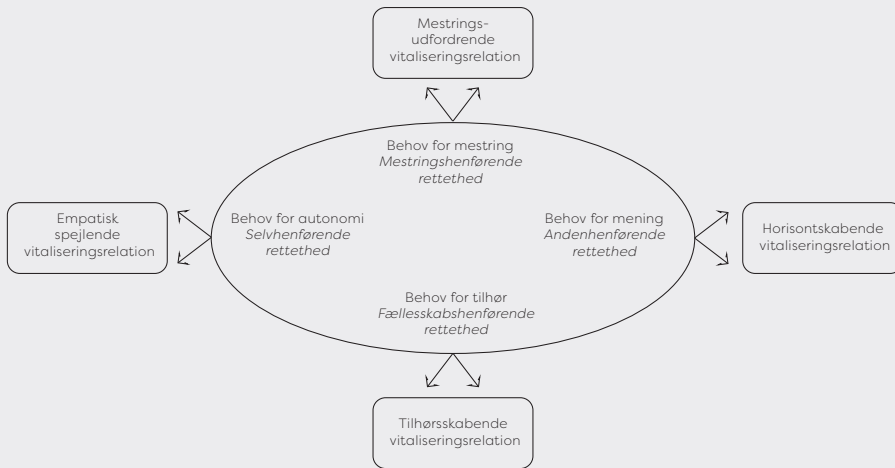 Mestrings-
udfordrende
vitaliseringsrelation
Behov for mestring
Mestringshenførende
rettethed
Empatisk
spejlende
vitaliseringsrelation
Behov for autonomi
Selvhenførende
rettethed
Behov for mening
Andenhenførende
rettethed
Horisontskabende
vitaliseringsrelation
Behov for tilhør
Fællesskabshenførende
rettethed
Tilhørsskabende
vitaliseringsrelation